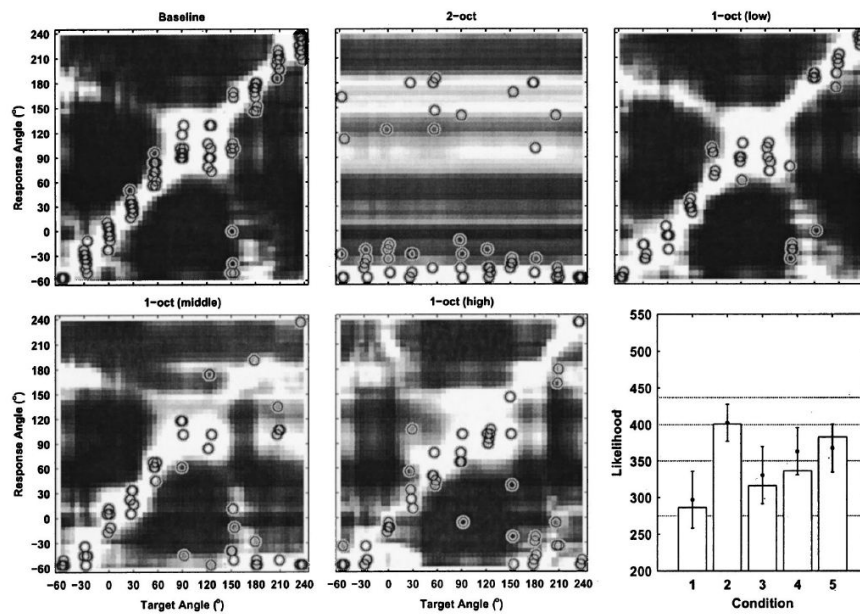 Baseline
2-oct
1-oct (low)
Response Angle (°)
240
210
180
150
120
90
60
30
0
-30
-60
1-oct (middle)
1-oct (high)
Response Angle (°)
240
210
180
150
120
90
60
30
0
-30
-60
-60 -30 0 30 60 90 120 150 180 210 240
Target Angle (°)
-60 -30 0 30 60 90 120 150 180 210 240
Target Angle (°)
Likelihood
550
500
450
400
350
300
250
200
1 2 3 4 5
Condition